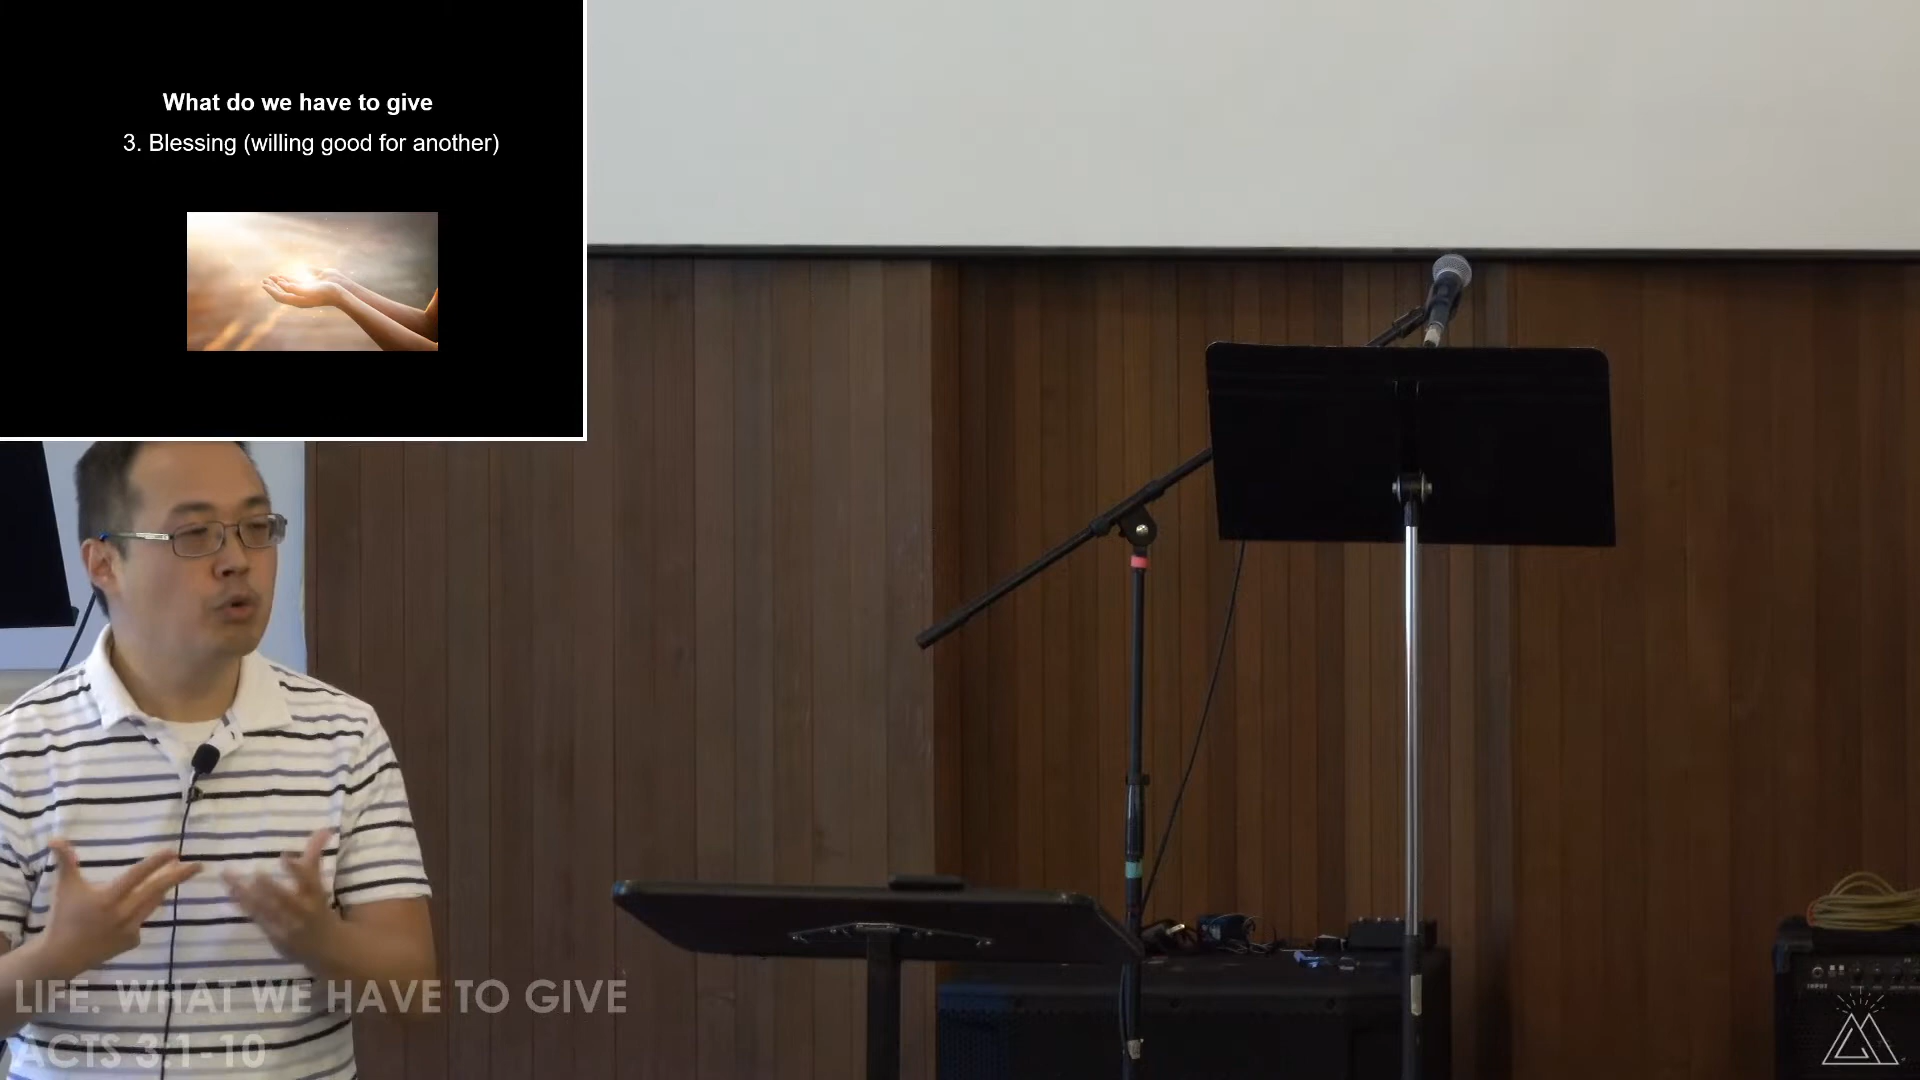 What do we have to give
3. Blessing (willing good for another)
LIFE. WHAT WE HAVE TO GIVE
ACTS 3:1-10
INPUT